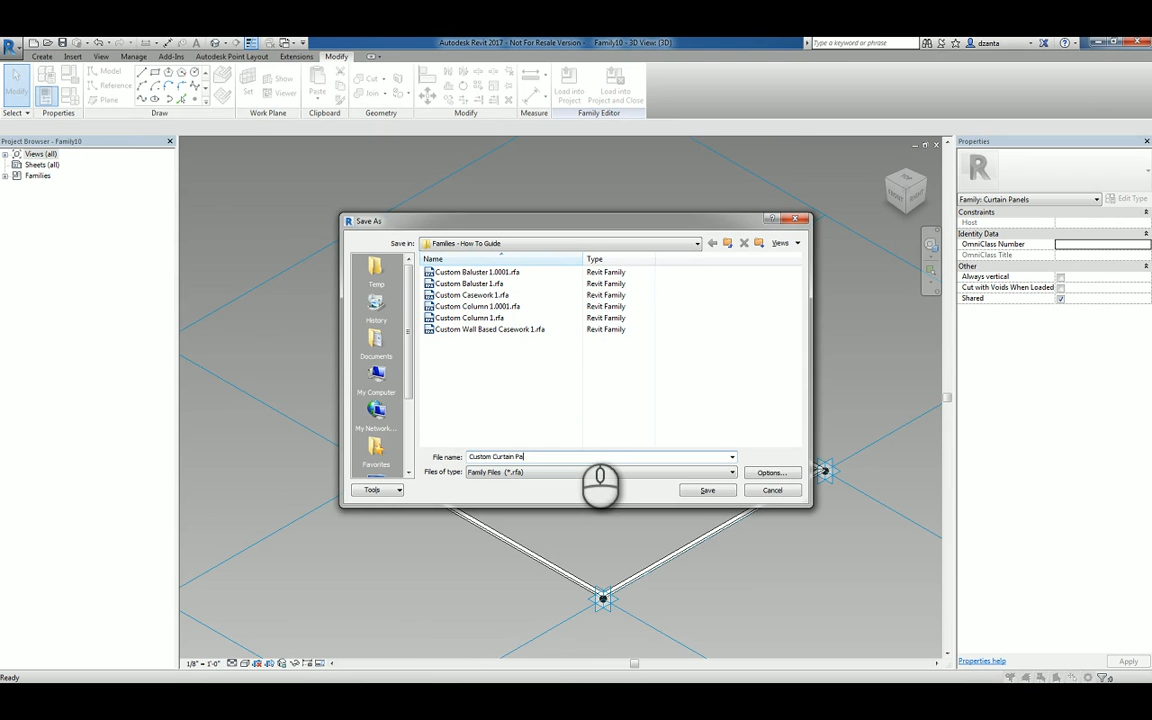 Autodesk Revit 2017 - Not For Resale Version - Family10 - 3D View: {3D}
Type a keyword or phrase
dzanta
Create Insert View Manage Add-Ins Autodesk Point Layout Extensions Modify
Modify
Model
Reference
Plane
Set
Show
Viewer
Paste
Cut
Join
Load into Project
Load into Project and Close
Select Properties Draw Work Plane Clipboard Geometry Modify Measure Family Editor
Project Browser - Family10
Views (all)
Sheets (all)
Families
Save As
Save in: Families - How To Guide
Views
Name Type
Custom Baluster 1.0001.rfa Revit Family
Custom Baluster 1.rfa Revit Family
Custom Casework 1.rfa Revit Family
Custom Column 1.0001.rfa Revit Family
Custom Column 1.rfa Revit Family
Custom Wall Based Casework 1.rfa Revit Family
Temp
History
Documents
My Computer
My Network...
Favorites
File name: Custom Curtain Pa
Files of type: Family Files (*.rfa)
Options...
Tools
Save
Cancel
TOP
FRONT
RIGHT
Properties
R
Family: Curtain Panels
Edit Type
Constraints
Host
Identity Data
OmniClass Number
OmniClass Title
Other
Always vertical
Cut with Voids When Loaded
Shared
Properties help
Apply
1/8" = 1'-0"
Ready
:0